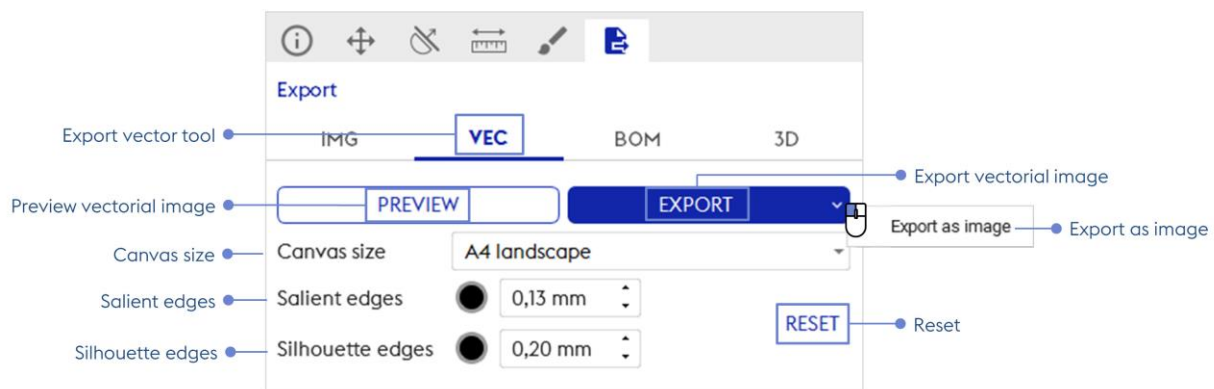 Export
Export vector tool
IMG
VEC
BOM
3D
Export vectorial image
Preview vectorial image
PREVIEW
EXPORT
Export as image
Export as image
Canvas size
Canvas size
A4 landscape
Salient edges
Salient edges
0,13 mm
RESET
Reset
Silhouette edges
Silhouette edges
0,20 mm